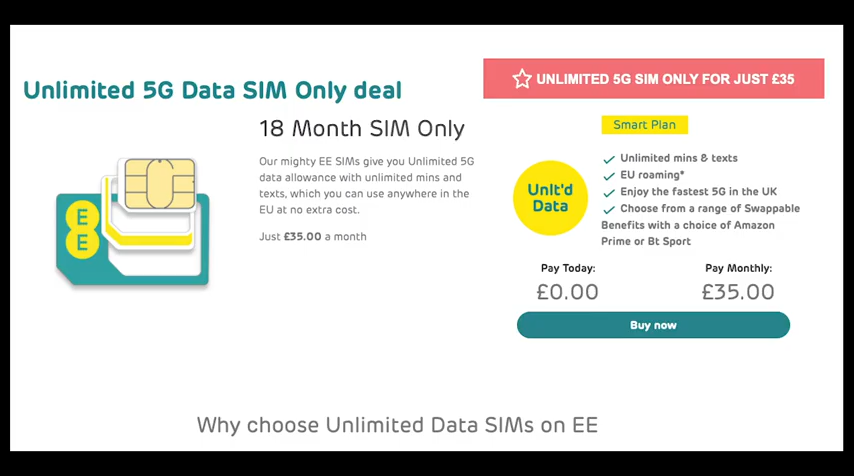 Unlimited 5G Data SIM Only deal
18 Month SIM Only
Our mighty EE SIMs give you Unlimited 5G
data allowance with unlimited mins and
texts, which you can use anywhere in the
EU at no extra cost.
Just £35.00 a month
E
E
UNLIMITED 5G SIM ONLY FOR JUST £35
Smart Plan
Unlt'd
Data
Unlimited mins & texts
EU roaming*
Enjoy the fastest 5G in the UK
Choose from a range of Swappable
Benefits with a choice of Amazon
Prime or Bt Sport
Pay Today:
£0.00
Pay Monthly:
£35.00
Buy now
Why choose Unlimited Data SIMs on EE